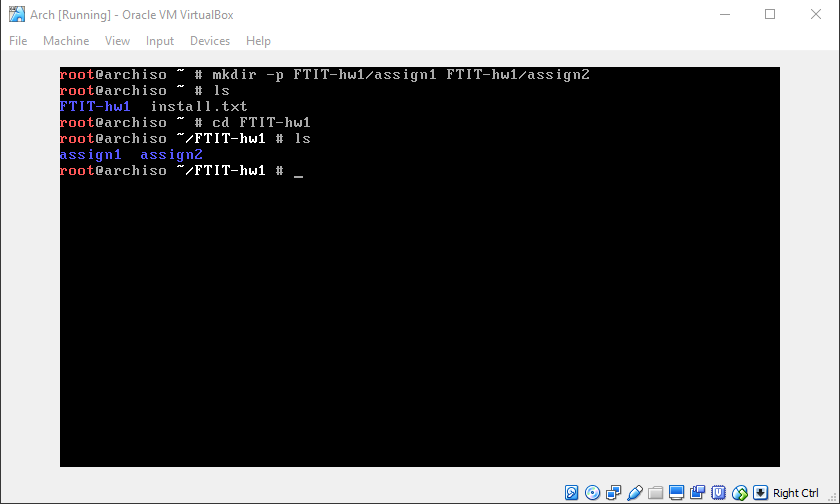 Arch [Running] - Oracle VM VirtualBox
File Machine View Input Devices Help
root@archiso ~ # mkdir -p FTIT-hw1/assign1 FTIT-hw1/assign2
root@archiso ~ # ls
FTIT-hw1 install.txt
root@archiso ~ # cd FTIT-hw1
root@archiso ~/FTIT-hw1 # ls
assign1 assign2
root@archiso ~/FTIT-hw1 # _
Right Ctrl